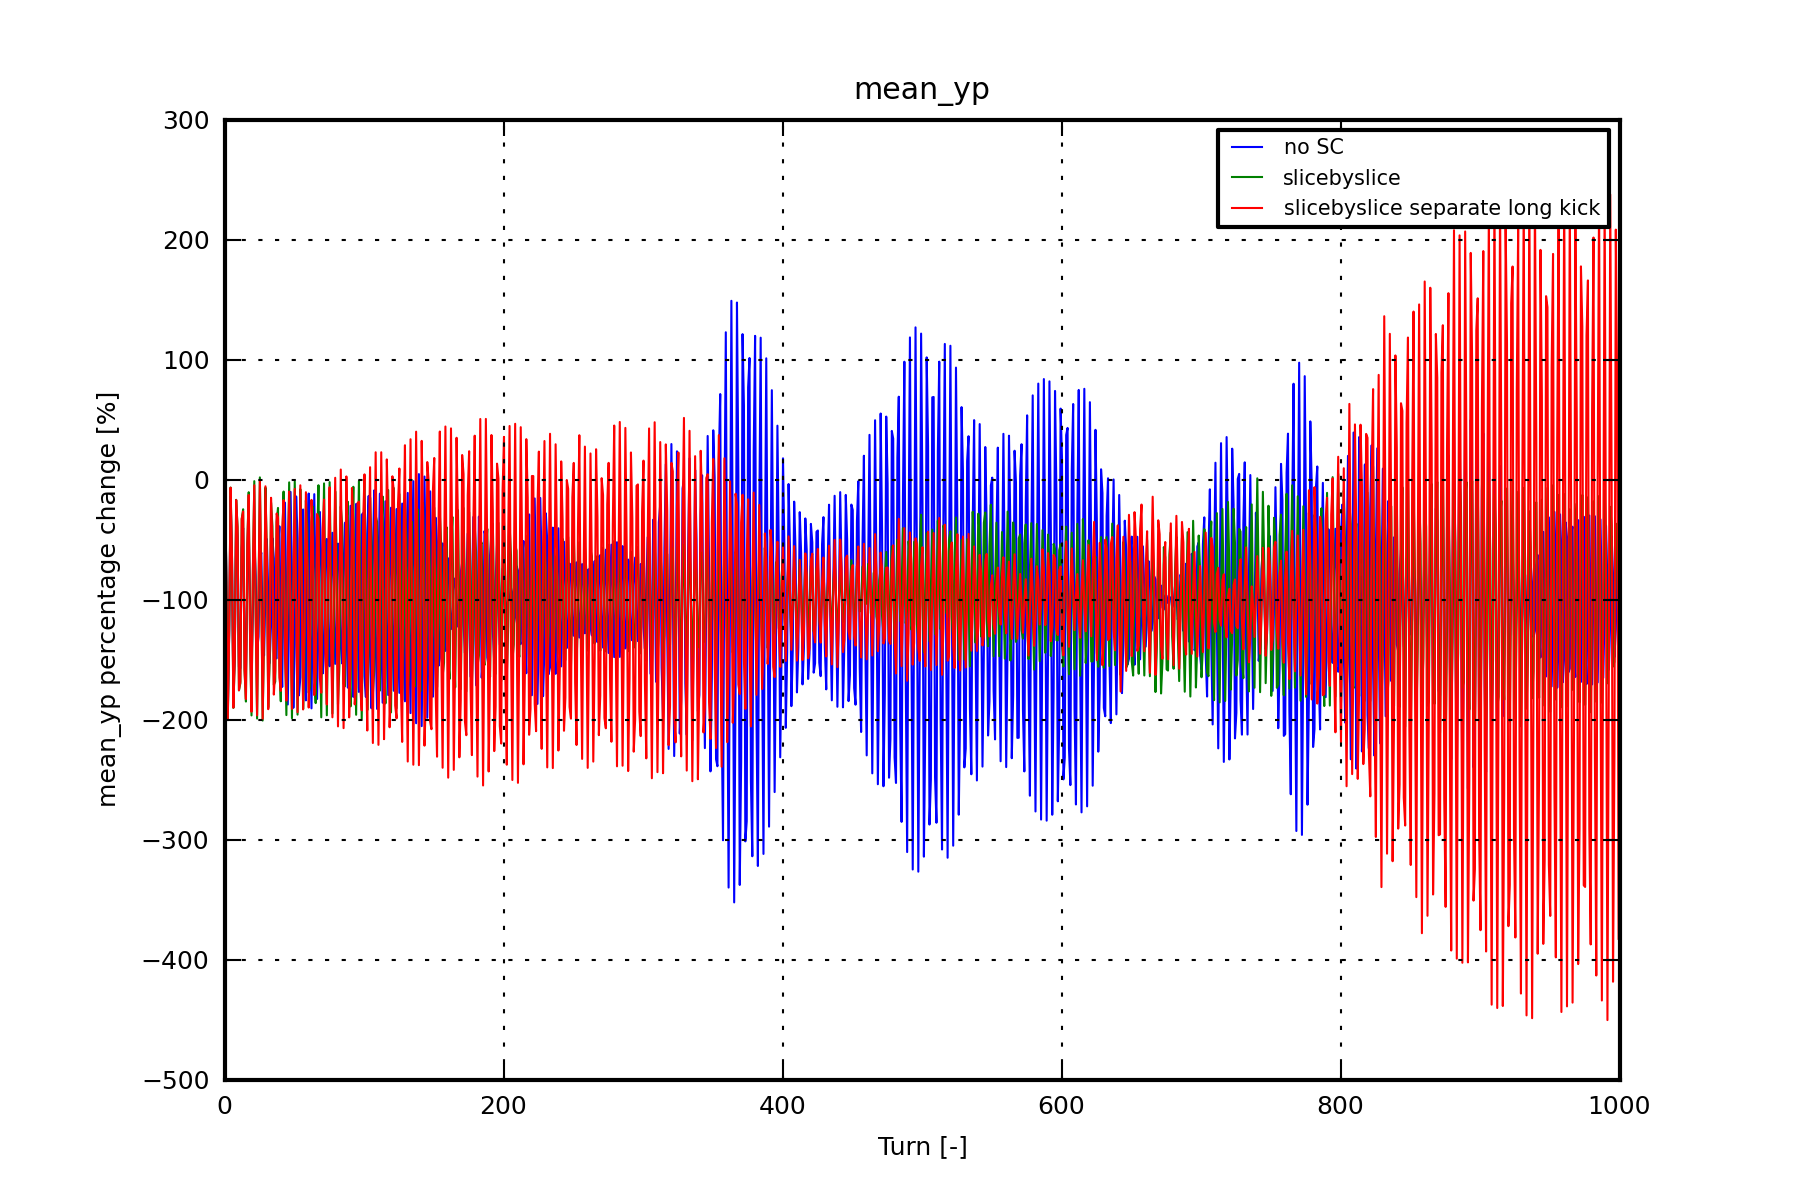 mean_yp
300
200
100
0
−100
−200
−300
−400
−500
mean_yp percentage change [%]
no SC
slicebyslice
slicebyslice separate long kick
0 200 400 600 800 1000
Turn [-]